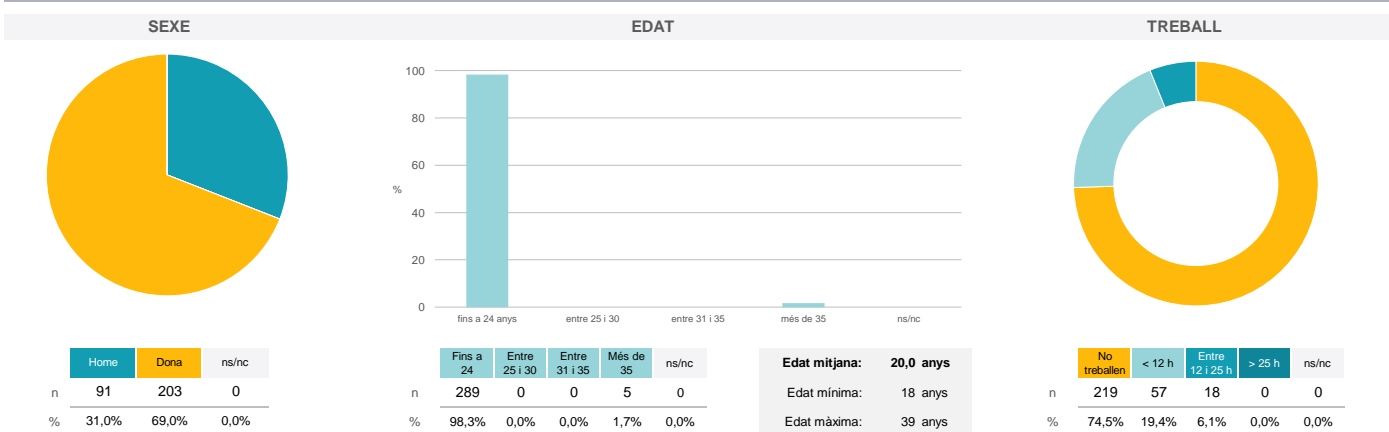 SEXE
EDAT
TREBALL
100
80
60
%
40
20
0
fins a 24 anys
entre 25 i 30
entre 31 i 35
més de 35
ns/nc
Home Dona ns/nc
n 91 203 0
% 31,0% 69,0% 0,0%
Fins a 24 Entre 25 i 30 Entre 31 i 35 Més de 35 ns/nc
n 289 0 0 5 0
% 98,3% 0,0% 0,0% 1,7% 0,0%
Edat mitjana: 20,0 anys
Edat mínima: 18 anys
Edat màxima: 39 anys
No treballen < 12 h Entre 12 i 25 h > 25 h ns/nc
n 219 57 18 0 0
% 74,5% 19,4% 6,1% 0,0% 0,0%